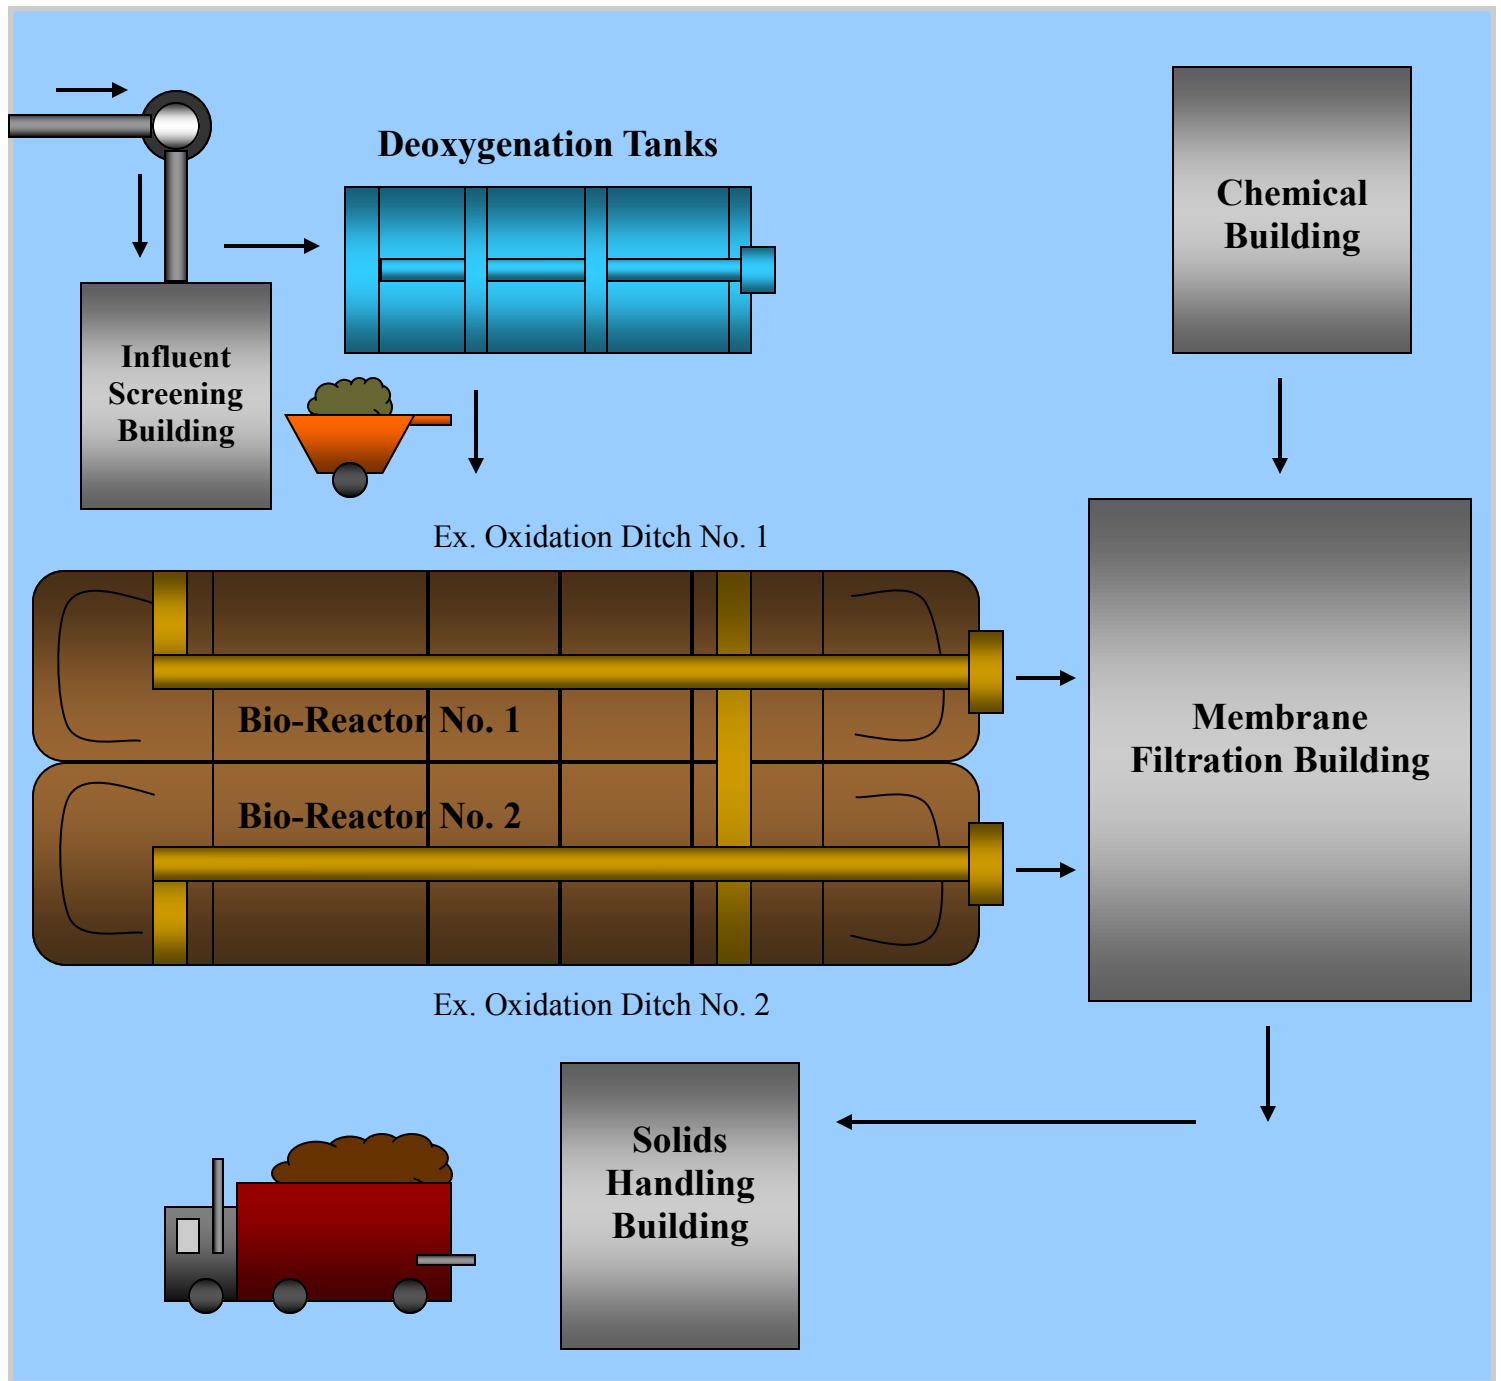 Deoxygenation Tanks
Chemical
Building
Influent
Screening
Building
Ex. Oxidation Ditch No. 1
Bio-Reactor No. 1
Bio-Reactor No. 2
Membrane
Filtration Building
Ex. Oxidation Ditch No. 2
Solids
Handling
Building